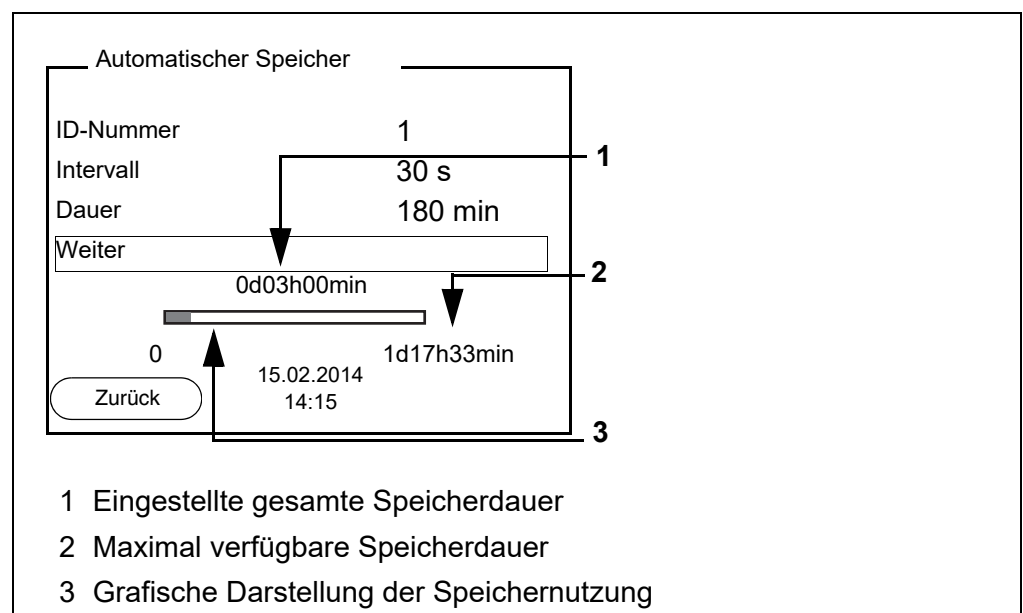 Automatischer Speicher
ID-Nummer 1
Intervall 30 s
Dauer 180 min
Weiter
0d03h00min
0 1d17h33min
Zurück
15.02.2014
14:15
1
2
3
1 Eingestellte gesamte Speicherdauer
2 Maximal verfügbare Speicherdauer
3 Grafische Darstellung der Speichernutzung